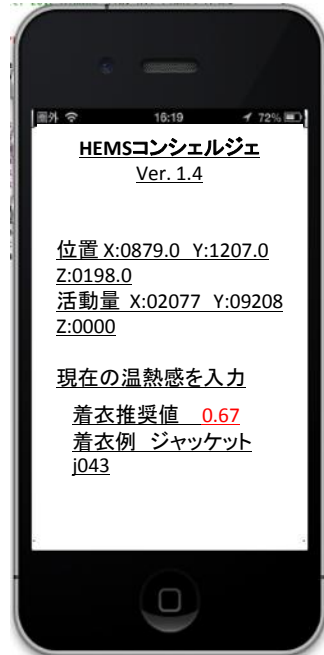 圏外 16:19 72%
HEMSコンシェルジェ
Ver. 1.4
位置 X:0879.0 Y:1207.0
Z:0198.0
活動量 X:02077 Y:09208
Z:0000
現在の温熱感を入力
着衣推奨値 0.67
着衣例 ジャッケット
j043